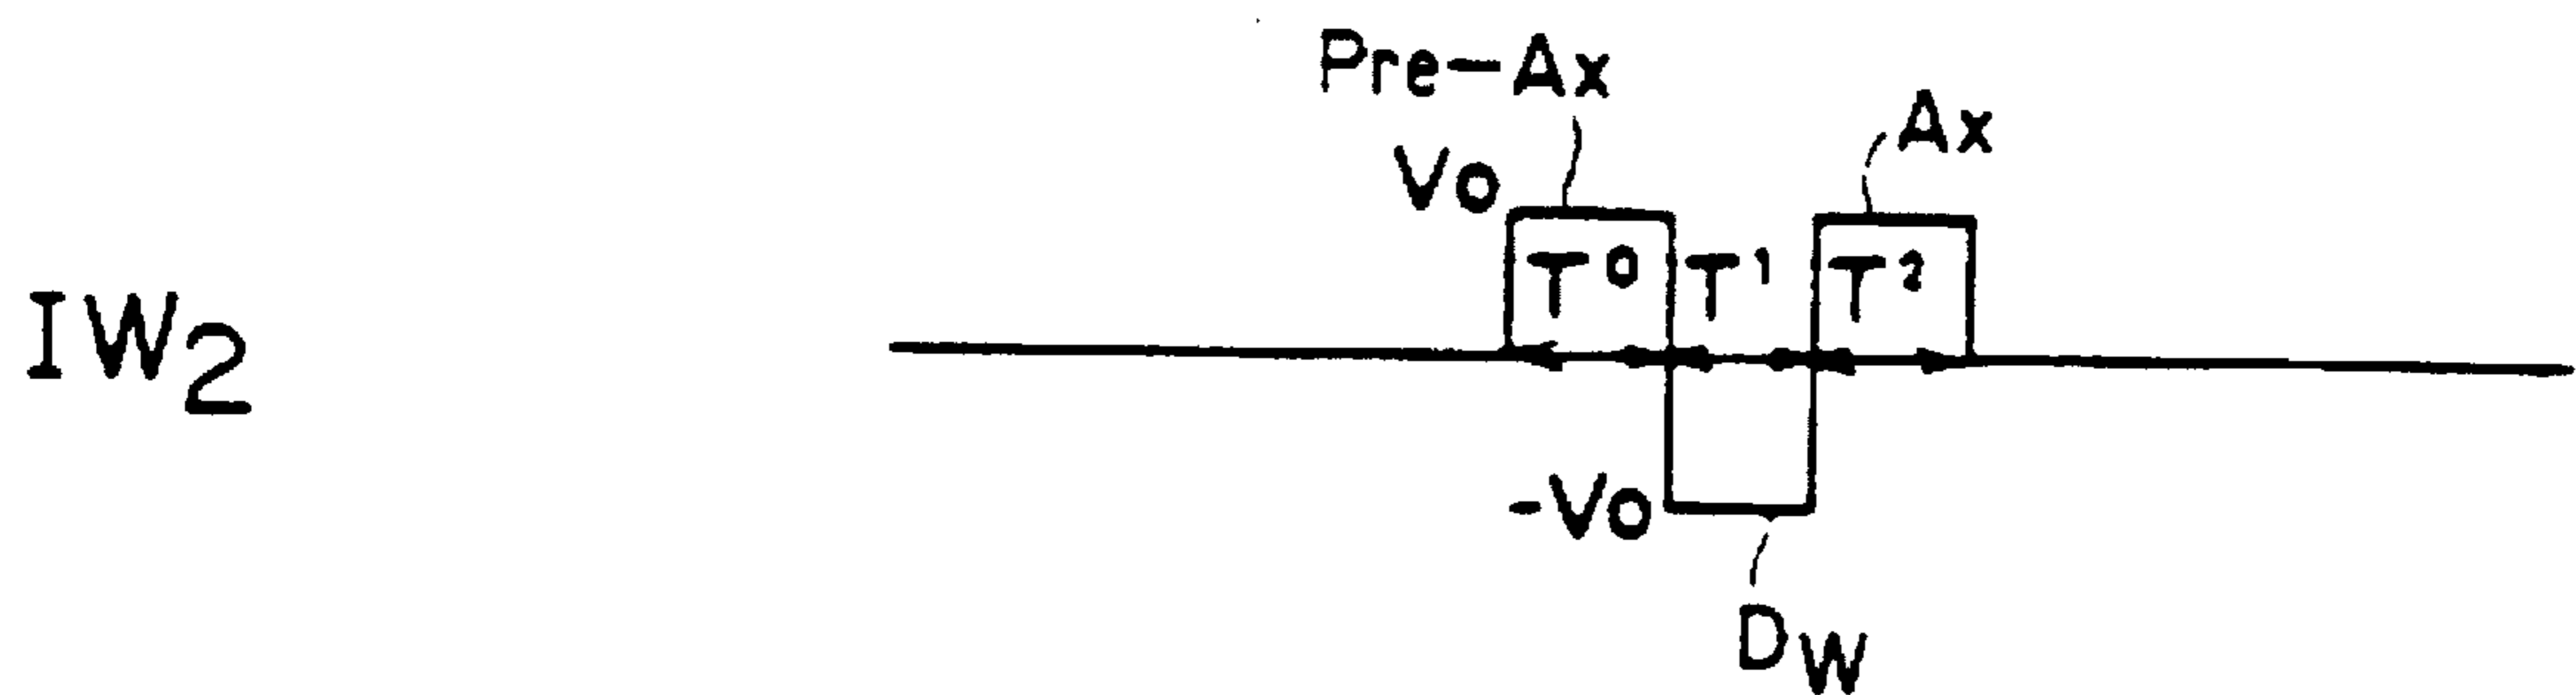 Pre-Ax
Ax
Vo
T⁰ T¹ T²
IW₂
-Vo
DW